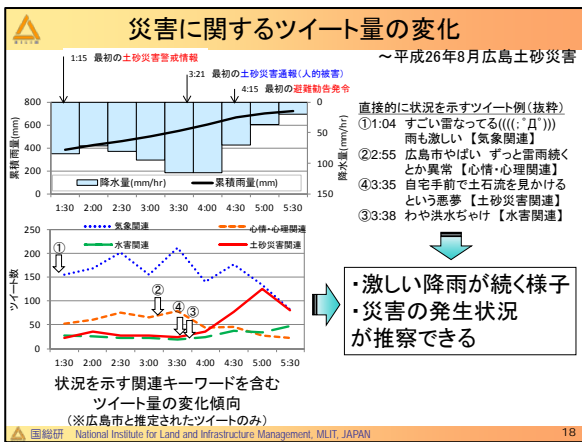 災害に関するツイート量の変化
国総研
～平成26年8月広島土砂災害
1:15 最初の土砂災害警戒情報
3:21 最初の土砂災害通報(人的被害)
4:15 最初の避難勧告発令
累積雨量(mm)
800
600
400
200
0
0
50
100
150
降水量(mm/hr)
降水量(mm/hr) 累積雨量(mm)
1:30 2:00 2:30 3:00 3:30 4:00 4:30 5:00 5:30
気象関連 心情・心理関連
水害関連 土砂災害関連
ツイート数
250
200
150
100
50
0
①
②
④
③
1:30 2:00 2:30 3:00 3:30 4:00 4:30 5:00 5:30
状況を示す関連キーワードを含む
ツイート量の変化傾向
(※広島市と推定されたツイートのみ)
直接的に状況を示すツイート例(抜粋)
①1:04 すごい雷なってる((((;ﾟДﾟ)))
雨も激しい 【気象関連】
②2:55 広島市やばい ずっと雷雨続く
とか異常 【心情・心理関連】
④3:35 自宅手前で土石流を見かける
という悪夢 【土砂災害関連】
③3:38 わや洪水ぢゃけ 【水害関連】
・激しい降雨が続く様子
・災害の発生状況
が推察できる
国総研 National Institute for Land and Infrastructure Management, MLIT, JAPAN
18